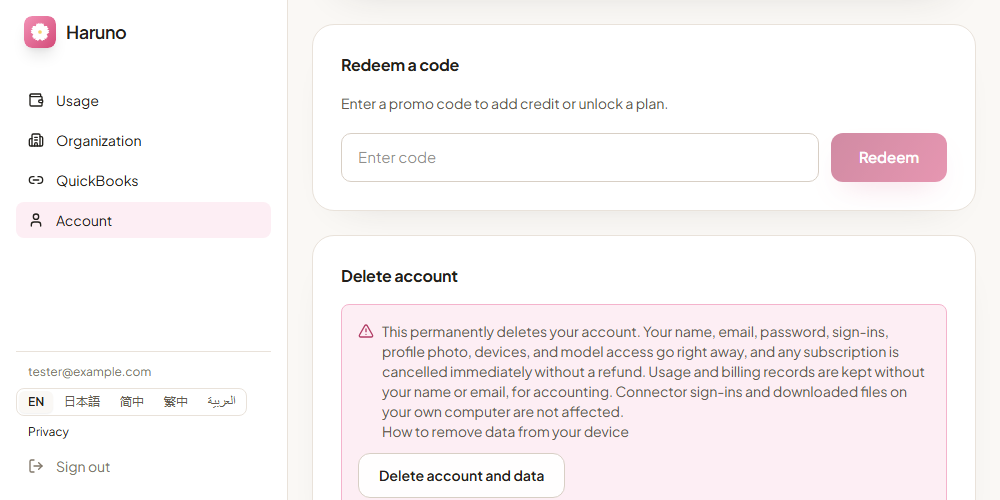 Haruno
Usage
Organization
QuickBooks
Account
tester@example.com
EN 日本語 简中 繁中 العربية
Privacy
Sign out
Redeem a code
Enter a promo code to add credit or unlock a plan.
Enter code
Redeem
Delete account
This permanently deletes your account. Your name, email, password, sign-ins,
profile photo, devices, and model access go right away, and any subscription is
cancelled immediately without a refund. Usage and billing records are kept without
your name or email, for accounting. Connector sign-ins and downloaded files on
your own computer are not affected.
How to remove data from your device
Delete account and data